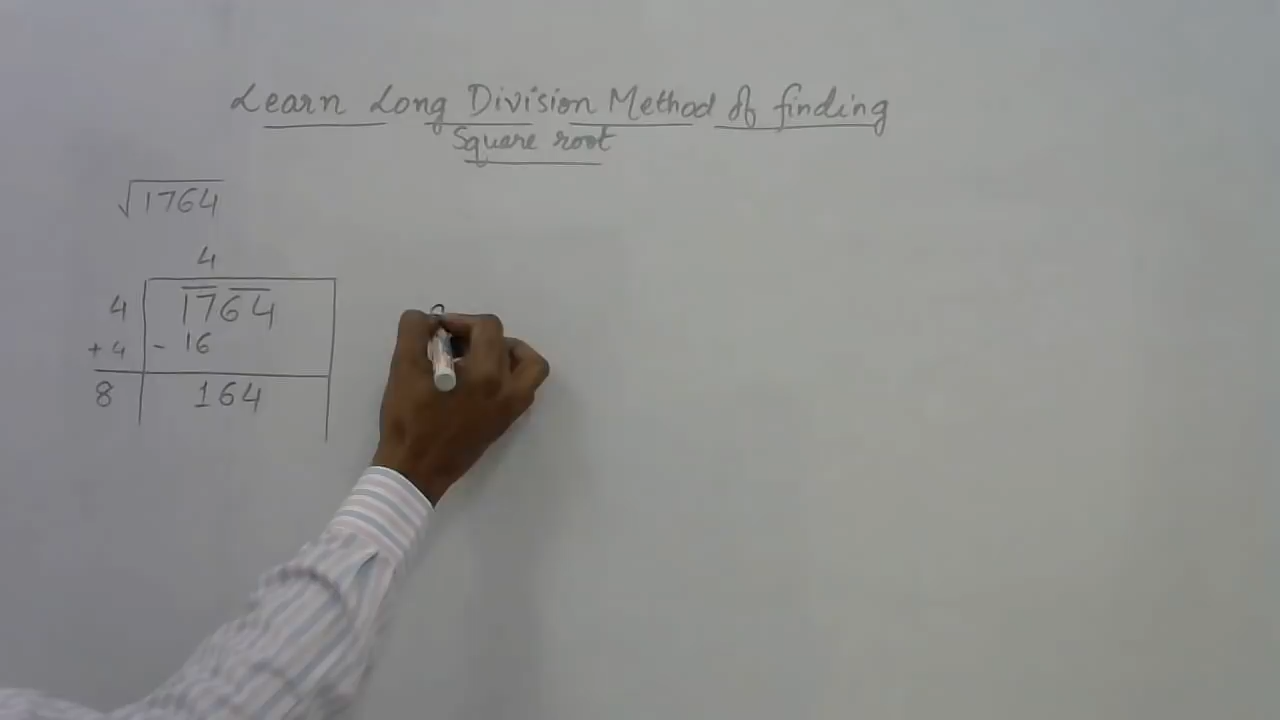 Learn Long Division Method of finding
Square root
√1764
4
4 1764
+4 -16
8 164